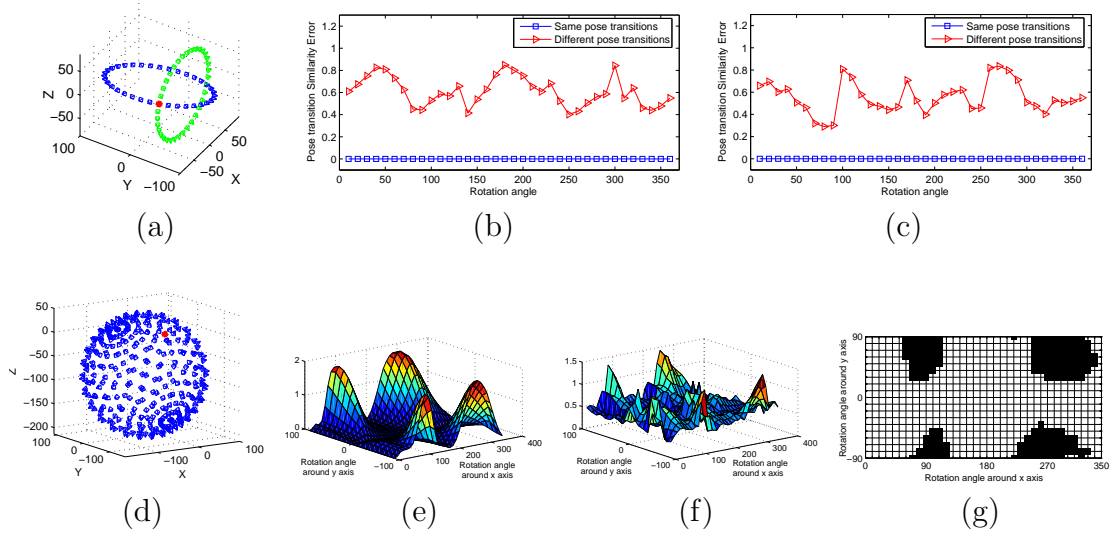 50
0
−50
Z
100
0
−100
Y
−50
0
50
X
(a)
1.2
1
0.8
0.6
0.4
0.2
0
Pose transition Similarity Error
Same pose transitions
Different pose transitions
0
50
100
150
200
250
300
350
Rotation angle
(b)
1.2
1
0.8
0.6
0.4
0.2
0
Pose transition Similarity Error
Same pose transitions
Different pose transitions
0
50
100
150
200
250
300
350
Rotation angle
(c)
50
0
−50
−100
−150
−200
Z
100
0
−100
Y
−100
0
100
X
(d)
2
1
0
100
0
−100
Rotation angle
around y axis
0
100
200
300
400
Rotation angle
around x axis
(e)
1.5
1
0.5
0
100
0
−100
Rotation angle
around y axis
0
100
200
300
400
Rotation angle
around x axis
(f)
90
0
−90
Rotation angle around y axis
0
90
180
270
350
Rotation angle around x axis
(g)